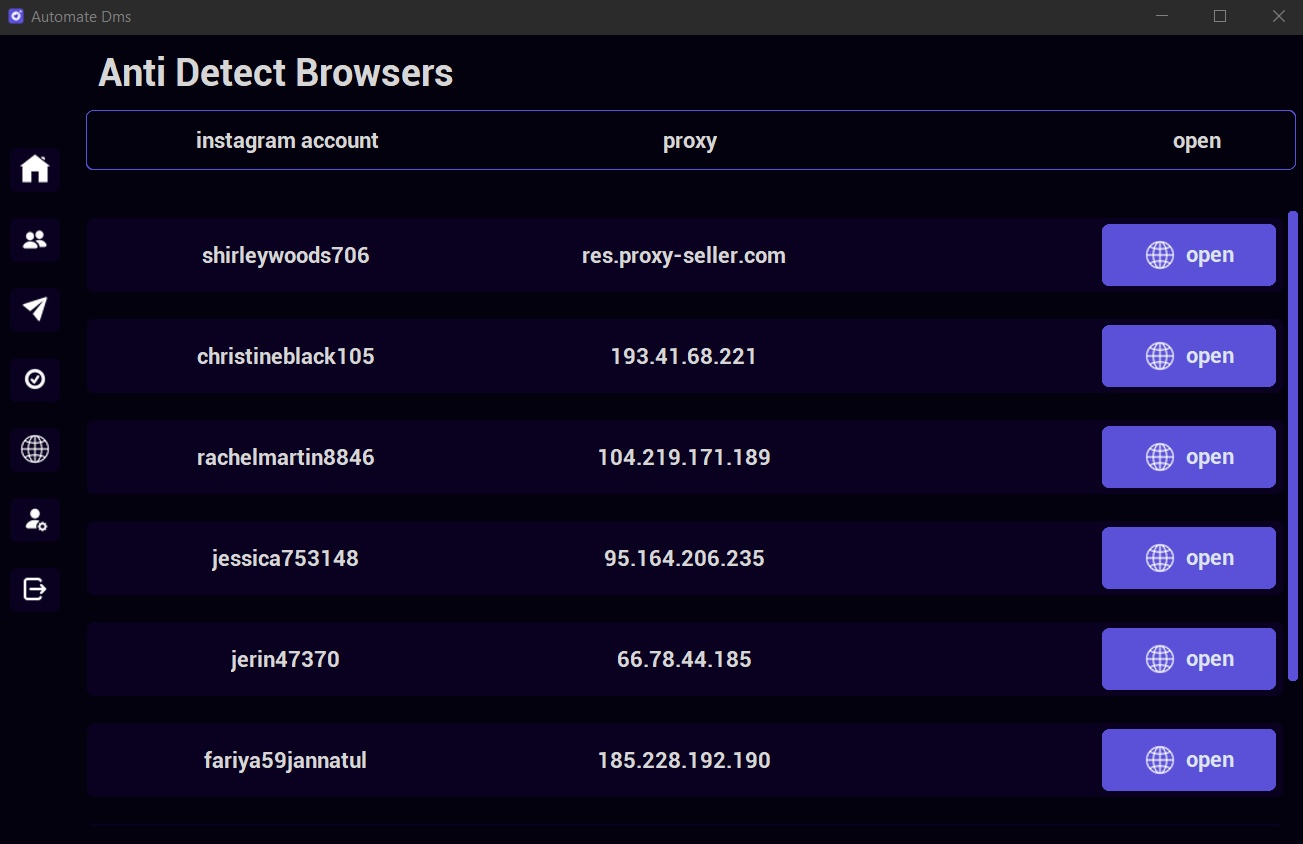 Automate Dms
Anti Detect Browsers
instagram account proxy open
shirleywoods706 res.proxy-seller.com open
christineblack105 193.41.68.221 open
rachelmartin8846 104.219.171.189 open
jessica753148 95.164.206.235 open
jerin47370 66.78.44.185 open
fariya59jannatul 185.228.192.190 open